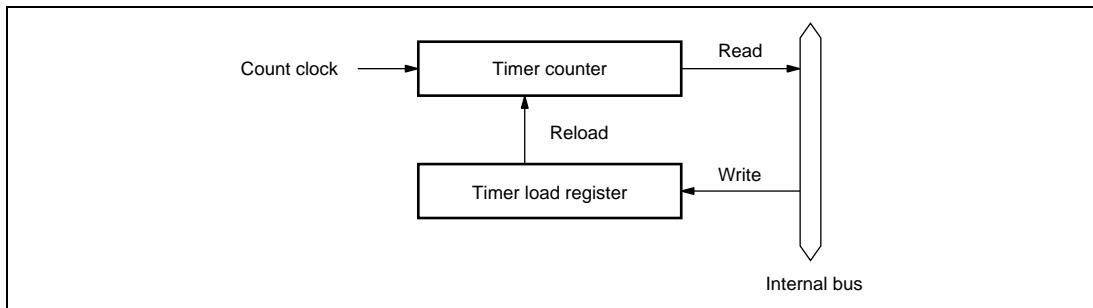 Read
Count clock
Timer counter
Reload
Write
Timer load register
Internal bus